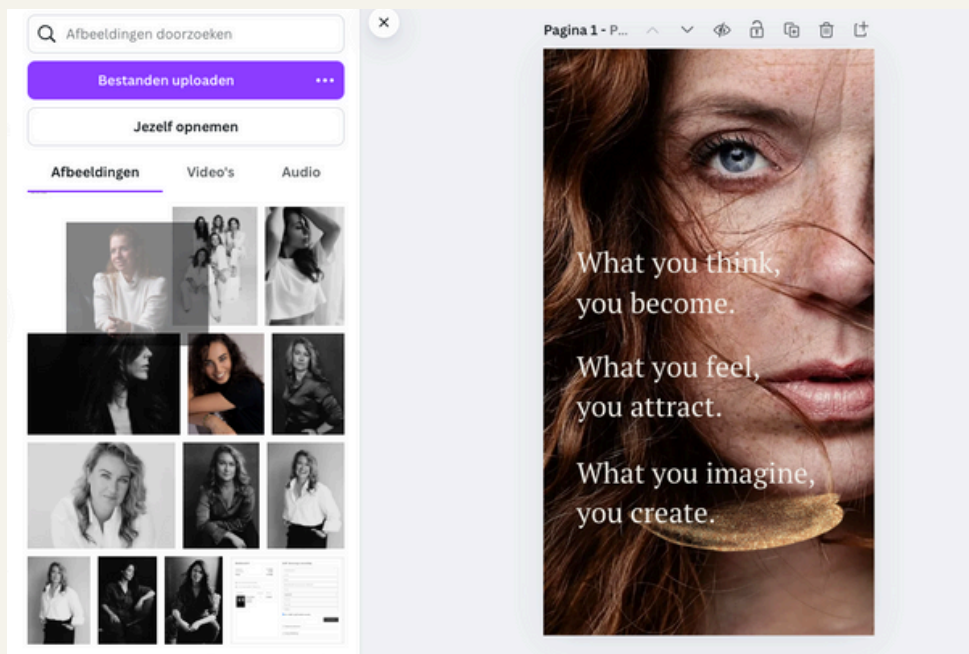 Afbeeldingen doorzoeken
Bestanden uploaden
Jezelf opnemen
Afbeeldingen Video's Audio
Pagina 1 - P...
What you think,
you become.
What you feel,
you attract.
What you imagine,
you create.